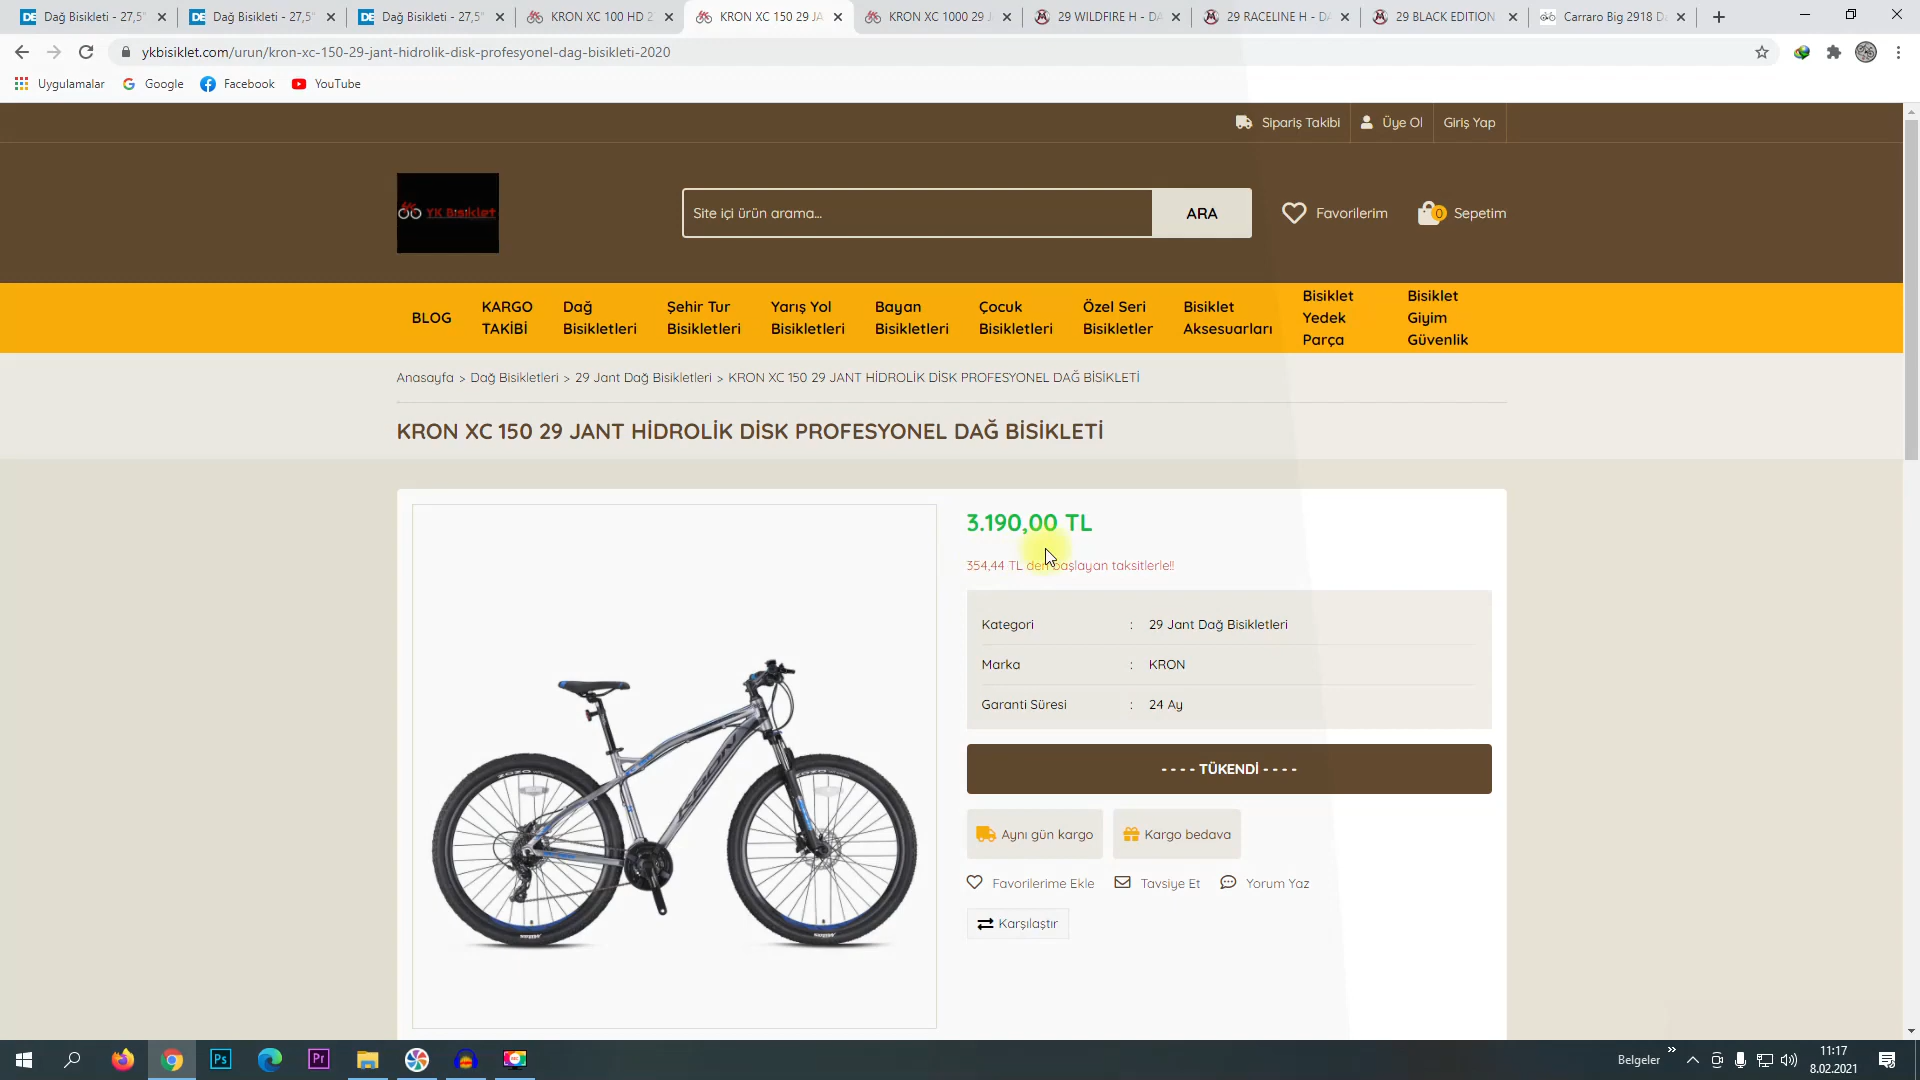 Dağ Bisikleti - 27,5"
Dağ Bisikleti - 27,5"
Dağ Bisikleti - 27,5"
KRON XC 100 HD 2
KRON XC 150 29 JA
KRON XC 1000 29 J
29 WILDFIRE H - DA
29 RACELINE H - DA
29 BLACK EDITION
Carraro Big 2918 D
ykbisiklet.com/urun/kron-xc-150-29-jant-hidrolik-disk-profesyonel-dag-bisikleti-2020
Uygulamalar
Google
Facebook
YouTube
Sipariş Takibi
Üye Ol
Giriş Yap
YK Bisiklet
Site içi ürün arama...
ARA
Favorilerim
0
Sepetim
BLOG
KARGO
TAKİBİ
Dağ
Bisikletleri
Şehir Tur
Bisikletleri
Yarış Yol
Bisikletleri
Bayan
Bisikletleri
Çocuk
Bisikletleri
Özel Seri
Bisikletler
Bisiklet
Aksesuarları
Bisiklet
Yedek
Parça
Bisiklet
Giyim
Güvenlik
Anasayfa > Dağ Bisikletleri > 29 Jant Dağ Bisikletleri > KRON XC 150 29 JANT HİDROLİK DİSK PROFESYONEL DAĞ BİSİKLETİ
KRON XC 150 29 JANT HİDROLİK DİSK PROFESYONEL DAĞ BİSİKLETİ
3.190,00 TL
354,44 TL den başlayan taksitlerle!!
Kategori : 29 Jant Dağ Bisikletleri
Marka : KRON
Garanti Süresi : 24 Ay
- - - - TÜKENDİ - - - -
Aynı gün kargo
Kargo bedava
Favorilerime Ekle
Tavsiye Et
Yorum Yaz
Karşılaştır
KRON
Belgeler
11:17
8.02.2021